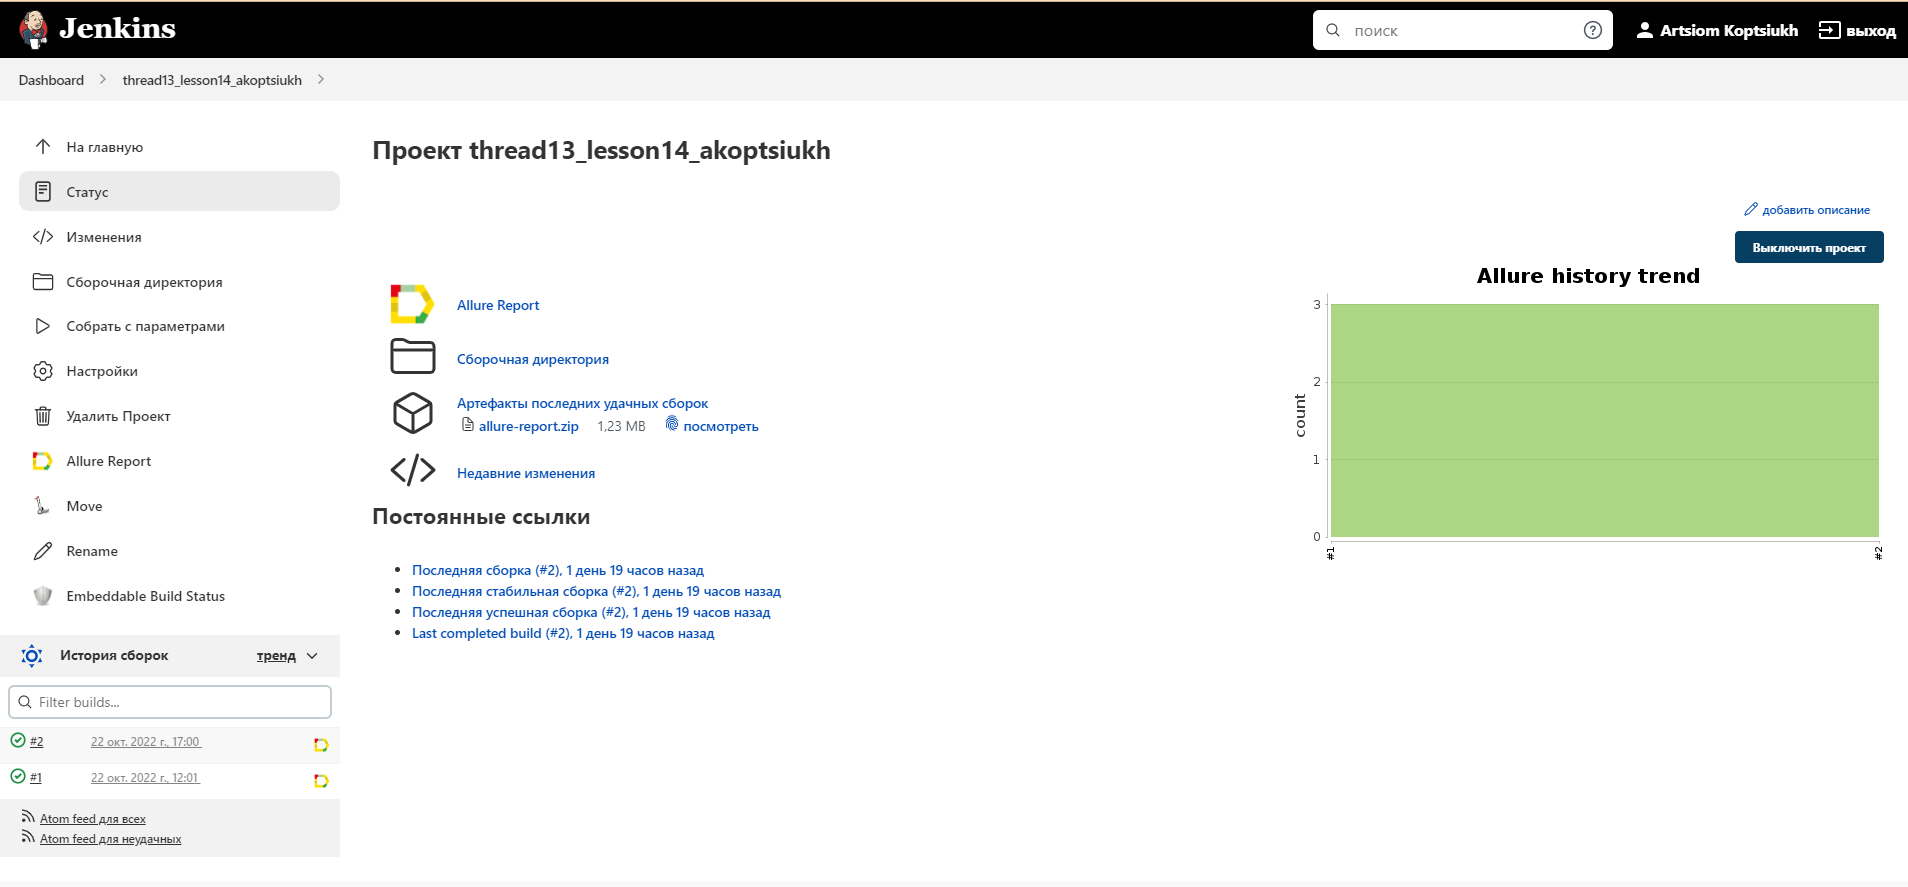 Jenkins
поиск
Artsiom Koptsiukh
выход
Dashboard
thread13_lesson14_akoptsiukh
На главную
Статус
Изменения
Сборочная директория
Собрать с параметрами
Настройки
Удалить Проект
Allure Report
Move
Rename
Embeddable Build Status
История сборок
тренд
Filter builds...
#2 22 окт. 2022 г., 17:00
#1 22 окт. 2022 г., 12:01
Atom feed для всех
Atom feed для неудачных
Проект thread13_lesson14_akoptsiukh
добавить описание
Выключить проект
Allure Report
Сборочная директория
Артефакты последних удачных сборок
allure-report.zip 1,23 MB посмотреть
Недавние изменения
Постоянные ссылки
Последняя сборка (#2), 1 день 19 часов назад
Последняя стабильная сборка (#2), 1 день 19 часов назад
Последняя успешная сборка (#2), 1 день 19 часов назад
Last completed build (#2), 1 день 19 часов назад
Allure history trend
3
2
1
0
count
#1
#2